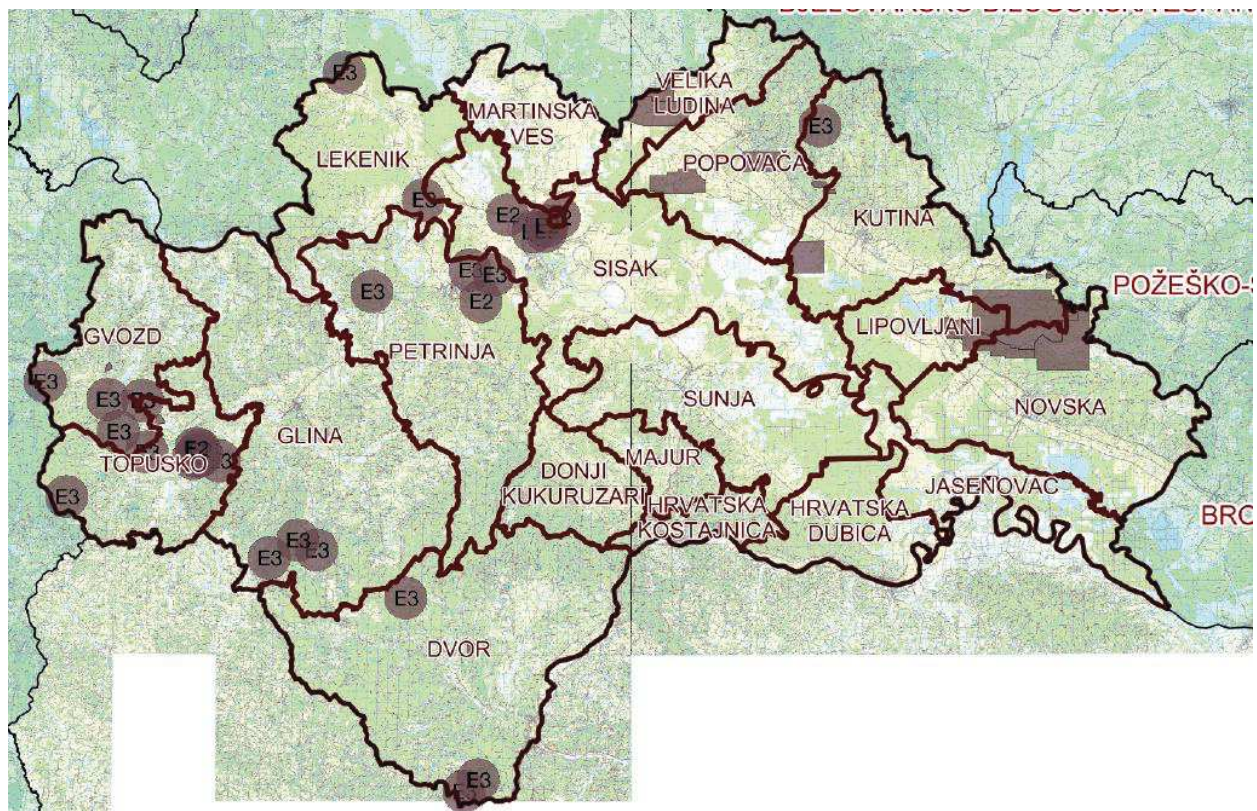 E3
VELIKA
LUDINA
MARTINSKA
VES
E3
LEKENIK
POPOVAČA
E3
E2
KUTINA
E3
E3
SISAK
POŽEŠKO-S
E3
E2
GVOZD
PETRINJA
LIPOVLJANI
E3
E3
SUNJA
NOVSKA
E3
GLINA
E2
TOPUSKO
DONJI
KUKURUZARI
MAJUR
JASENOVAC
E3
HRVATSKA
KOSTAJNICA
HRVATSKA
DUBICA
BRO
E3
E3
E3
E3
DVOR
E3